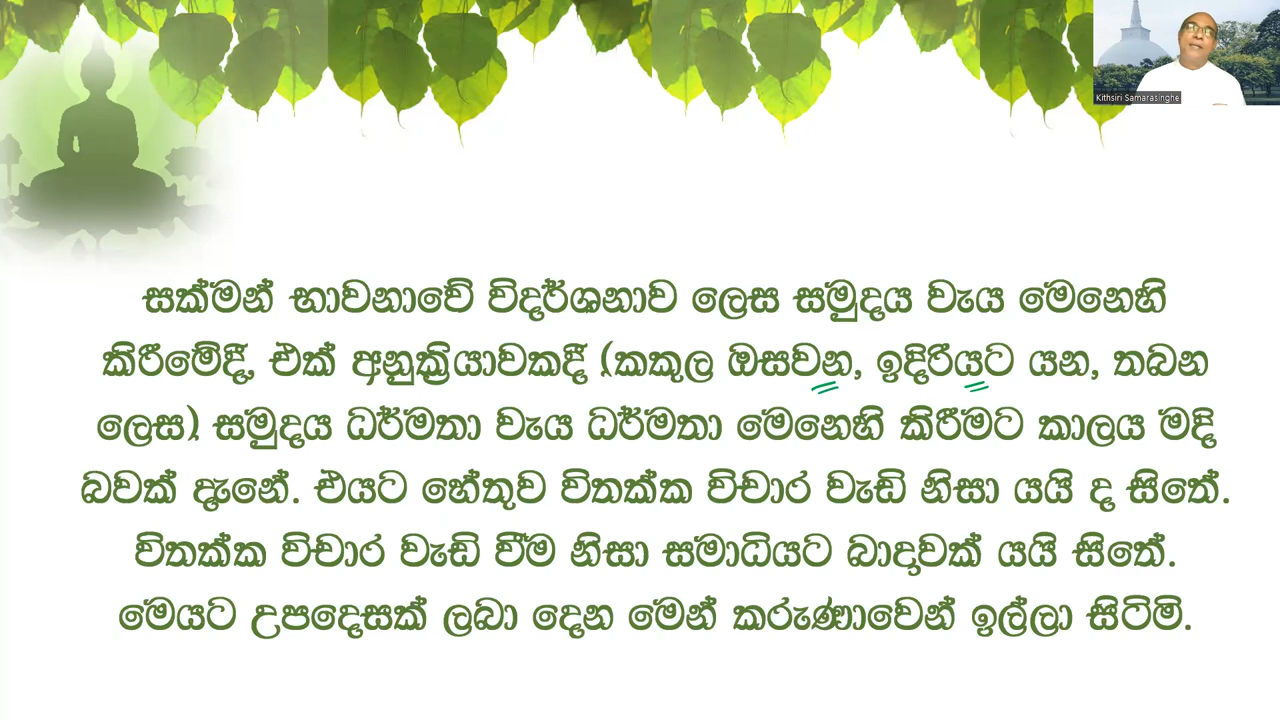 Kithsiri Samarasinghe
සක්මන් භාවනාවේ විදර්ශනාව ලෙස සමුදය වැය මෙනෙහි
කිරීමේදී, එක් අනුක්‍රියාවකදී (කකුල ඔසවන, ඉදිරියට යන, තබන
ලෙස) සමුදය ධර්මතා වැය ධර්මතා මෙනෙහි කිරීමට කාලය මදි
බවක් දැනේ. එයට හේතුව විතක්ක විචාර වැඩි නිසා යයි ද සිතේ.
විතක්ක විචාර වැඩි වීම නිසා සමාධියට බාදාවක් යයි සිතේ.
මෙයට උපදෙසක් ලබා දෙන මෙන් කරුණාවෙන් ඉල්ලා සිටිමි.